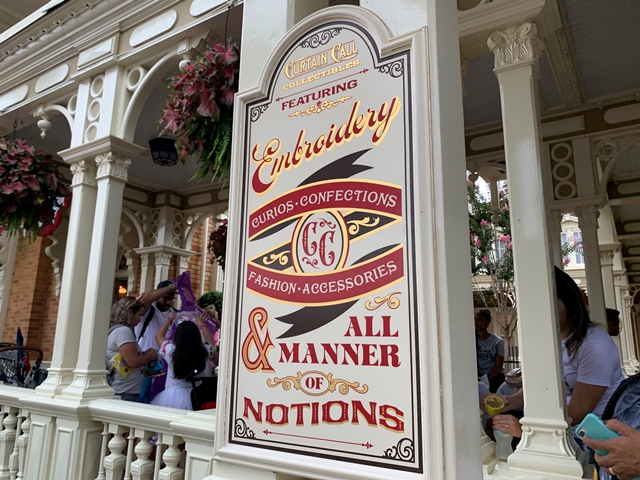 CURTAIN CALL
COLLECTIBLES
FEATURING
Embroidery
CURIOS · CONFECTIONS
CC
FASHION · ACCESSORIES
& ALL
MANNER
OF
NOTIONS